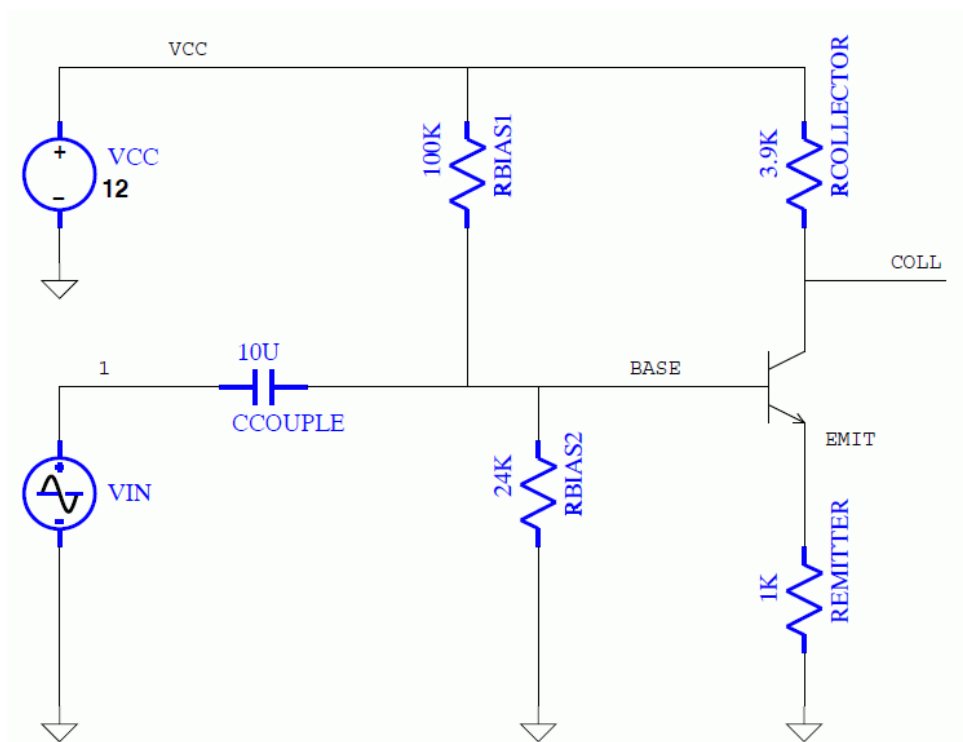 VCC
VCC
12
+
−
100K
RBIAS1
3.9K
RCOLLECTOR
COLL
1
10U
CCOUPLE
BASE
EMIT
VIN
24K
RBIAS2
1K
REMITTER